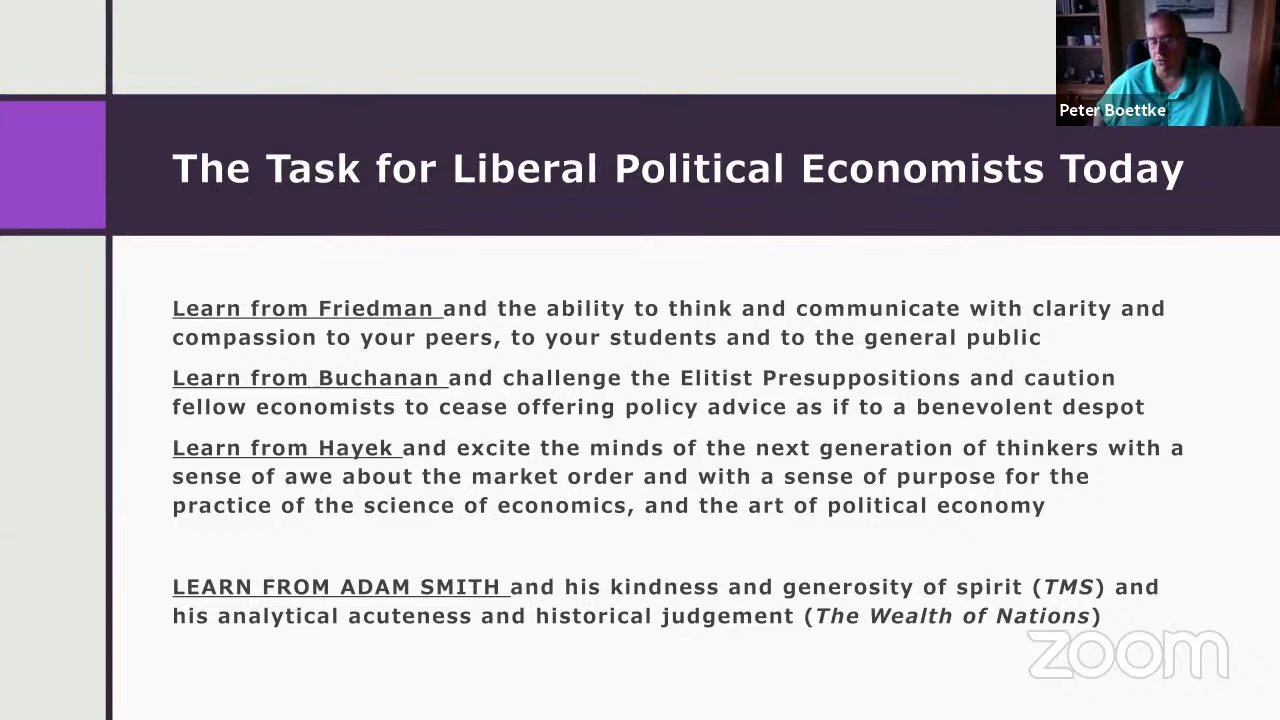 Peter Boettke
The Task for Liberal Political Economists Today
Learn from Friedman and the ability to think and communicate with clarity and
compassion to your peers, to your students and to the general public
Learn from Buchanan and challenge the Elitist Presuppositions and caution
fellow economists to cease offering policy advice as if to a benevolent despot
Learn from Hayek and excite the minds of the next generation of thinkers with a
sense of awe about the market order and with a sense of purpose for the
practice of the science of economics, and the art of political economy
LEARN FROM ADAM SMITH and his kindness and generosity of spirit (TMS) and
his analytical acuteness and historical judgement (The Wealth of Nations)
zoom